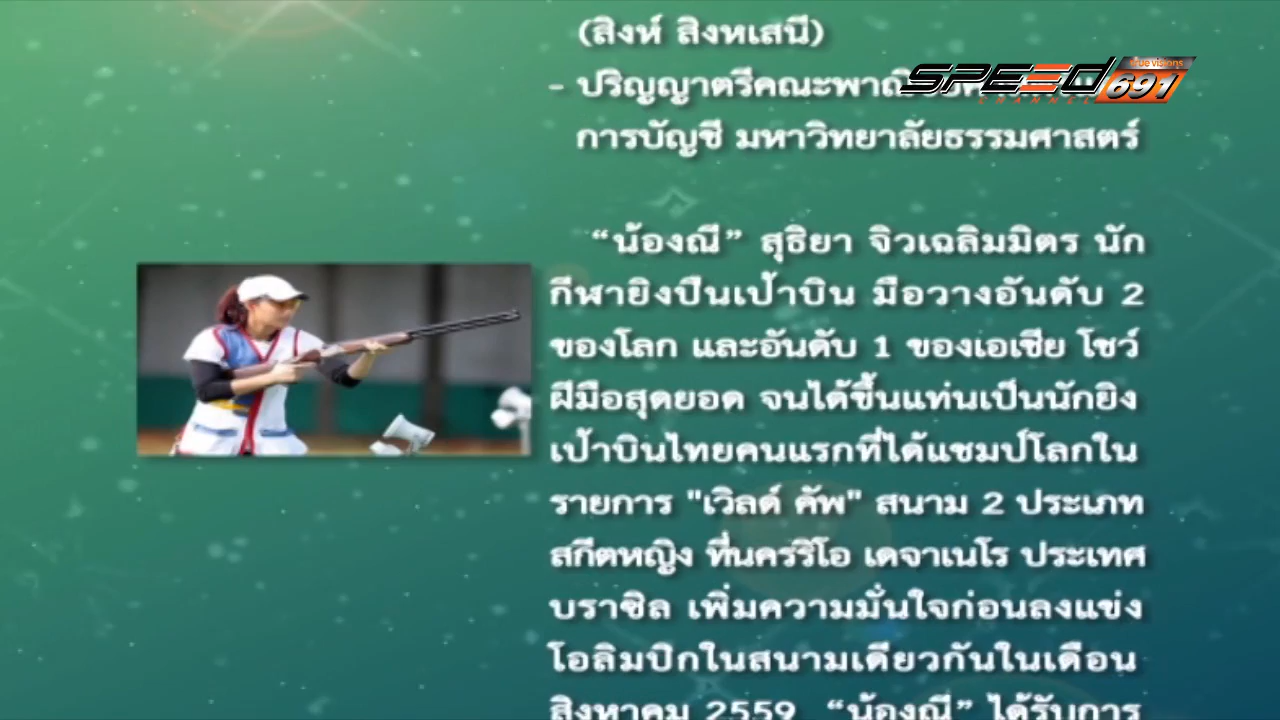 (สิงห์ สิงหเสนี)
- ปริญญาตรีคณะพาณิ
การบัญชี มหาวิทยาลัยธรรมศาสตร์
SPEED
CHANNEL
true visions
691
“น้องณี” สุธิยา จิวเฉลิมมิตร นัก
กีฬายิงปืนเป้าบิน มือวางอันดับ 2
ของโลก และอันดับ 1 ของเอเชีย โชว์
ฝีมือสุดยอด จนได้ขึ้นแท่นเป็นนักยิง
เป้าบินไทยคนแรกที่ได้แชมป์โลกใน
รายการ "เวิลด์ คัพ" สนาม 2 ประเภท
สกีตหญิง ที่นครริโอ เดจาเนโร ประเทศ
บราซิล เพิ่มความมั่นใจก่อนลงแข่ง
โอลิมปิกในสนามเดียวกันในเดือน
สิงหาคม 2559 “น้องณี” ได้รับการ